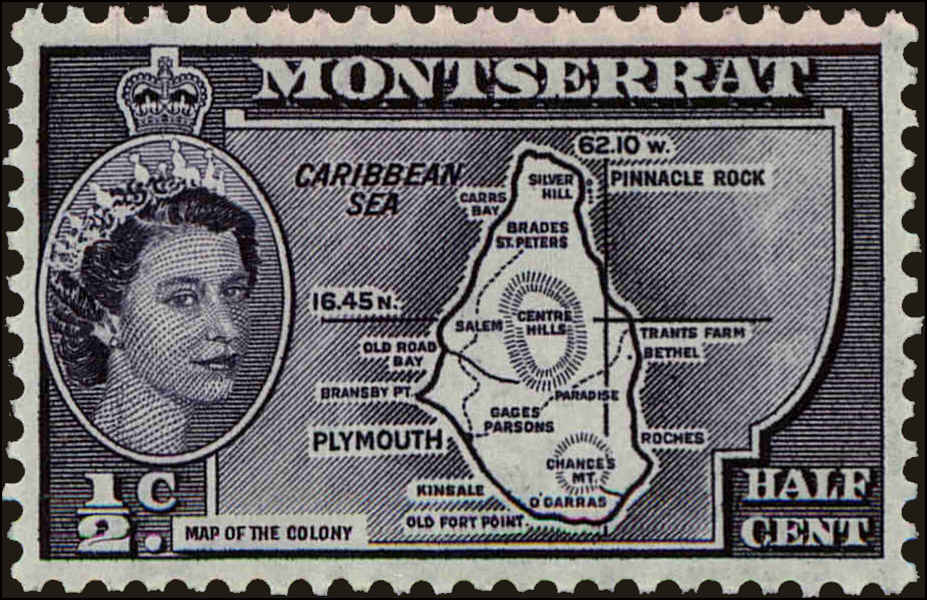 MONTSERRAT
62.10 W.
CARIBBEAN
SEA
SILVER
HILL
PINNACLE ROCK
CARRS
BAY
BRADES
ST. PETERS
16.45 N.
CENTRE
HILLS
SALEM
TRANTS FARM
OLD ROAD
BAY
BETHEL
BRANSBY PT.
PARADISE
GAGES
PARSONS
PLYMOUTH
ROCHES
CHANCES
MT.
KINSALE
O'GARRAS
OLD FORT POINT
1/2 C.
MAP OF THE COLONY
HALF
CENT